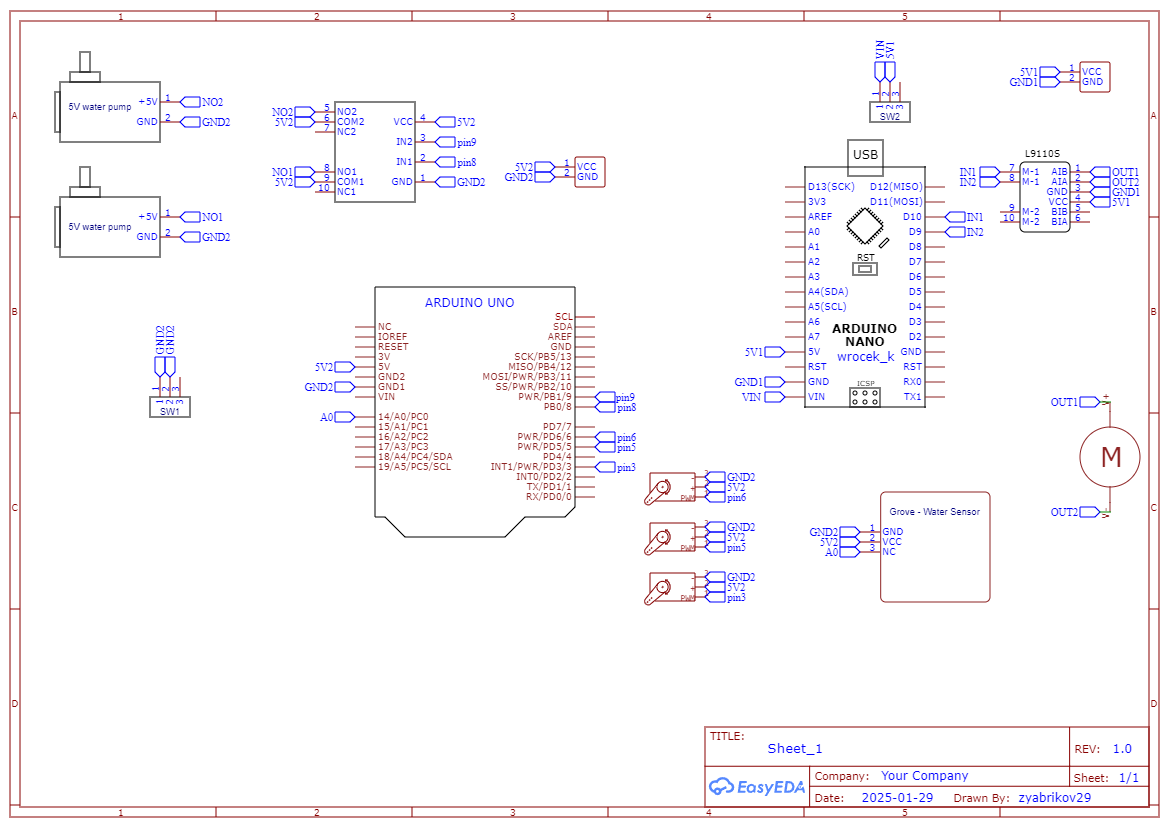 1 2 3 4 5
A
B
C
D
5V water pump
+5V 1 NO2
GND 2 GND2
5V water pump
+5V 1 NO1
GND 2 GND2
NO2 5 NO2
5V2 6 COM2
7 NC2
NO1 8 NO1
5V2 9 COM1
10 NC1
VCC 4 5V2
IN2 3 pin9
IN1 2 pin8
GND 1 GND2
5V2 1 VCC
GND2 2 GND
VIN
5V1
1 2 3
1 2 3
SW2
5V1 1 VCC
GND1 2 GND
USB
D13(SCK) D12(MISO)
3V3 D11(MOSI)
AREF D10 IN1
A0 D9 IN2
A1 D8
A2 D7
RST
A3 D6
A4(SDA) D5
A5(SCL) D4
A6 D3
A7 D2
ARDUINO
NANO
wrocek_k
5V1 5V GND
RST RST
ICSP
GND1 GND RX0
VIN VIN TX1
L9110S
IN1 7 M-1 AIB 1 OUT1
IN2 8 M-1 AIA 2 OUT2
GND 3 GND1
VCC 4 5V1
9 M-2 BIB 5
10 M-2 BIA 6
GND2
GND2
1 2 3
1 2 3
SW1
ARDUINO UNO
NC
IOREF
RESET
3V
5V2 5V
GND2
GND2 GND1
VIN
A0 14/A0/PC0
15/A1/PC1
16/A2/PC2
17/A3/PC3
18/A4/PC4/SDA
19/A5/PC5/SCL
SCL
SDA
AREF
GND
SCK/PB5/13
MISO/PB4/12
MOSI/PWR/PB3/11
SS/PWR/PB2/10
PWR/PB1/9 pin9
PB0/8 pin8
PD7/7
PWR/PD6/6 pin6
PWR/PD5/5 pin5
PD4/4
INT1/PWR/PD3/3 pin3
INT0/PD2/2
TX/PD1/1
RX/PD0/0
- GND2
+ 5V2
PWM pin6
- GND2
+ 5V2
PWM pin5
- GND2
+ 5V2
PWM pin3
Grove - Water Sensor
GND2 1 GND
5V2 2 VCC
A0 3 NC
OUT1 +
M
OUT2 -
TITLE:
Sheet_1
REV: 1.0
EasyEDA
Company: Your Company
Sheet: 1/1
Date: 2025-01-29 Drawn By: zyabrikov29
A
B
C
D
1 2 3 4 5